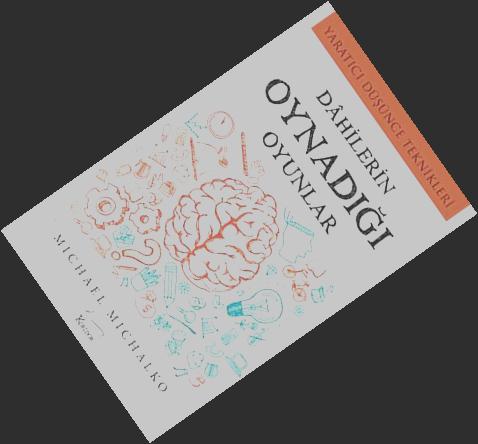 YARATICI DÜŞÜNCE TEKNİKLERİ
DÂHİLERİN
OYNADIĞI
OYUNLAR
MICHAEL MICHALKO